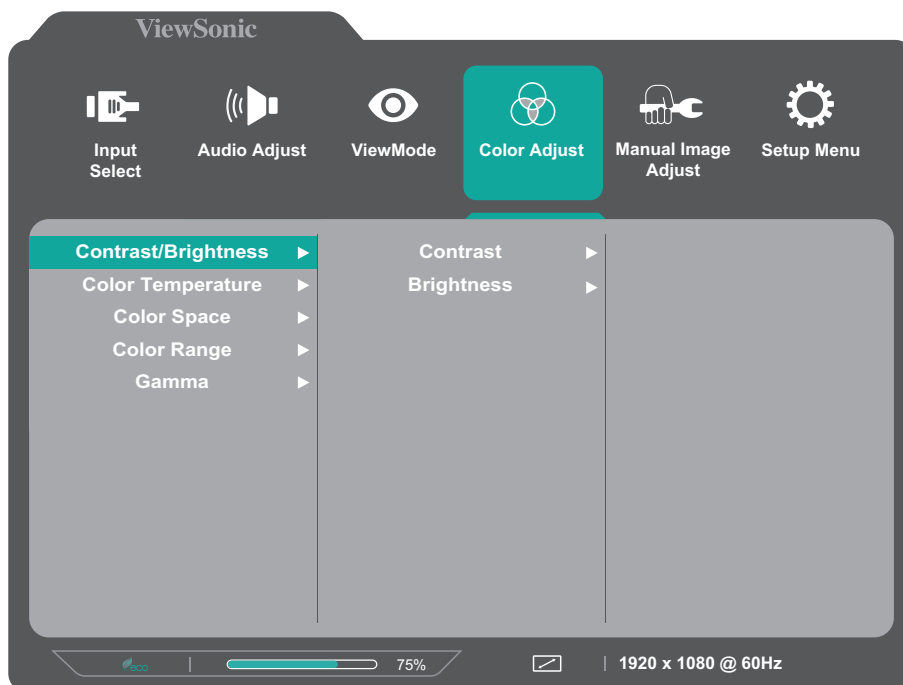 ViewSonic
Input
Select
Audio Adjust
ViewMode
Color Adjust
Manual Image
Adjust
Setup Menu
Contrast/Brightness
Color Temperature
Color Space
Color Range
Gamma
Contrast
Brightness
eco
75%
1920 x 1080 @ 60Hz